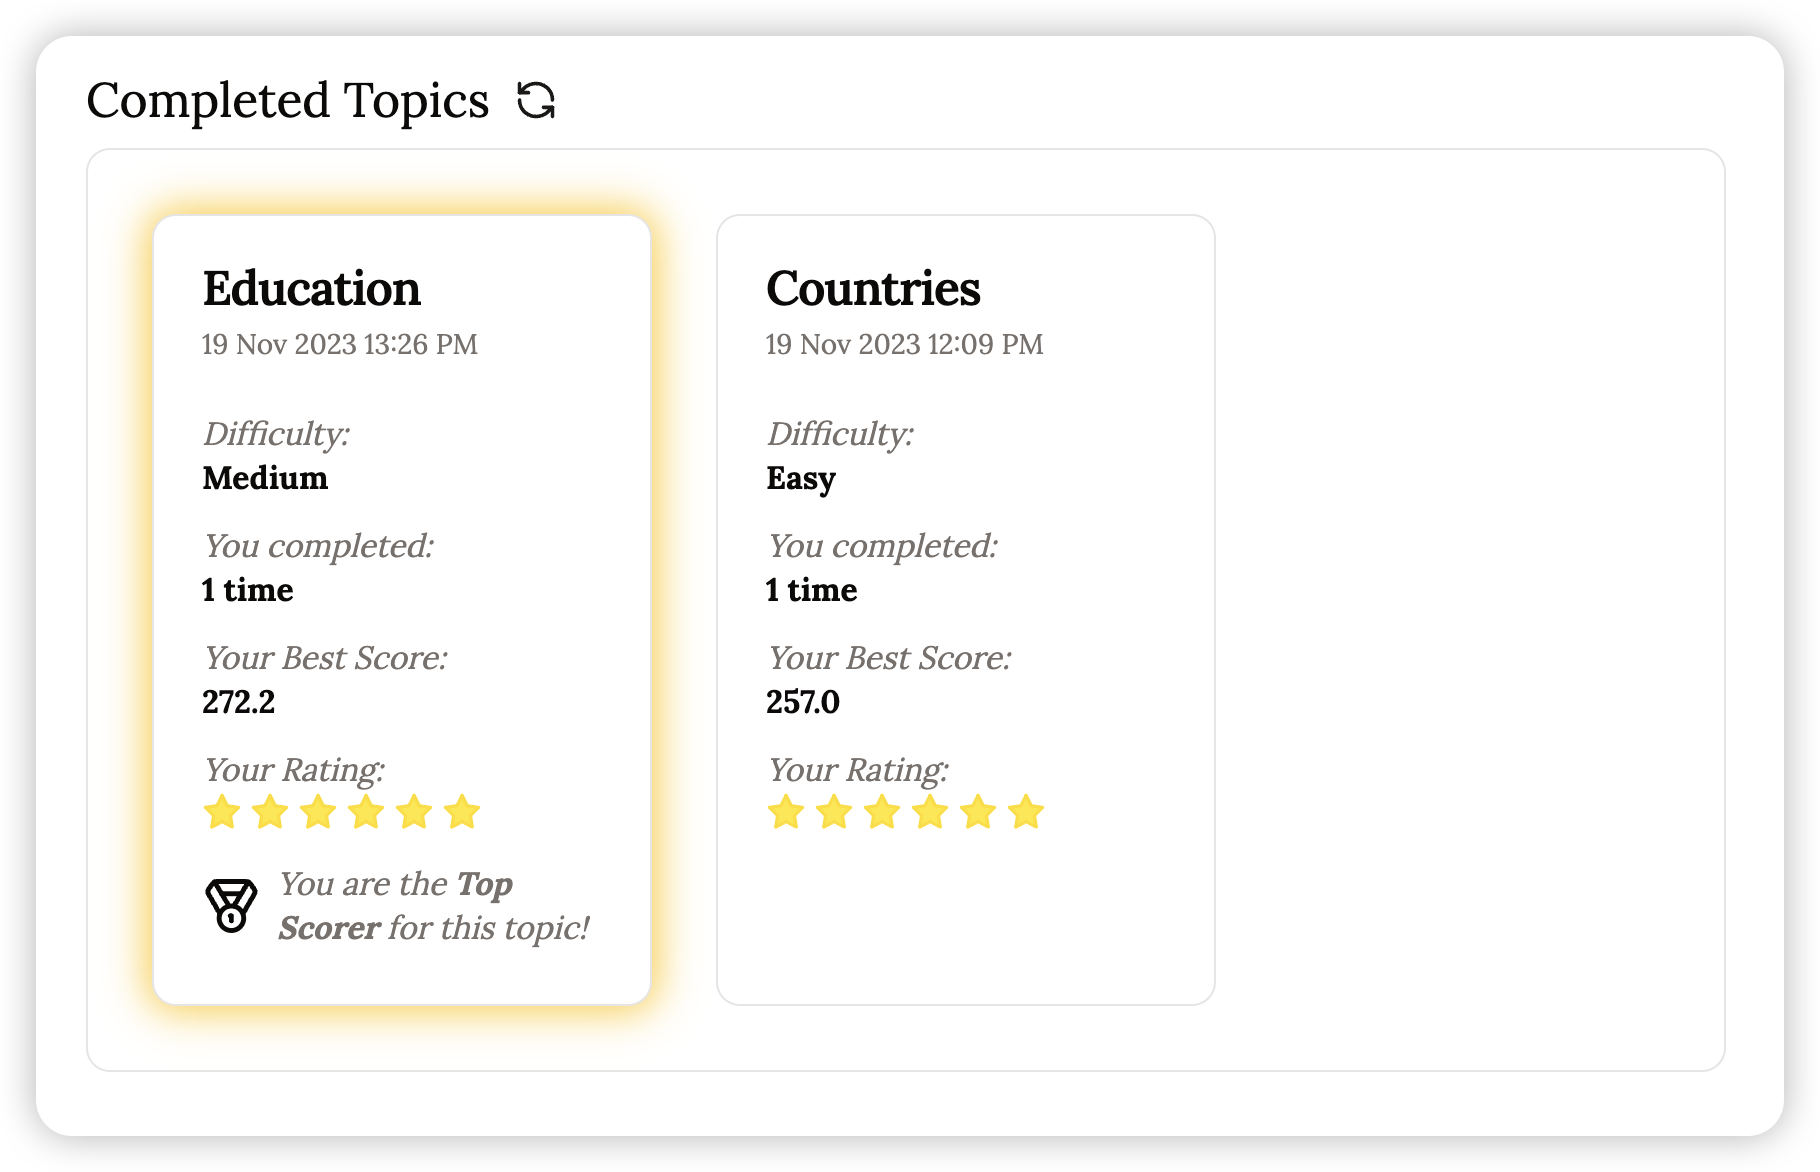 Completed Topics
Education
19 Nov 2023 13:26 PM
Difficulty:
Medium
You completed:
1 time
Your Best Score:
272.2
Your Rating:
You are the Top
Scorer for this topic!
Countries
19 Nov 2023 12:09 PM
Difficulty:
Easy
You completed:
1 time
Your Best Score:
257.0
Your Rating: